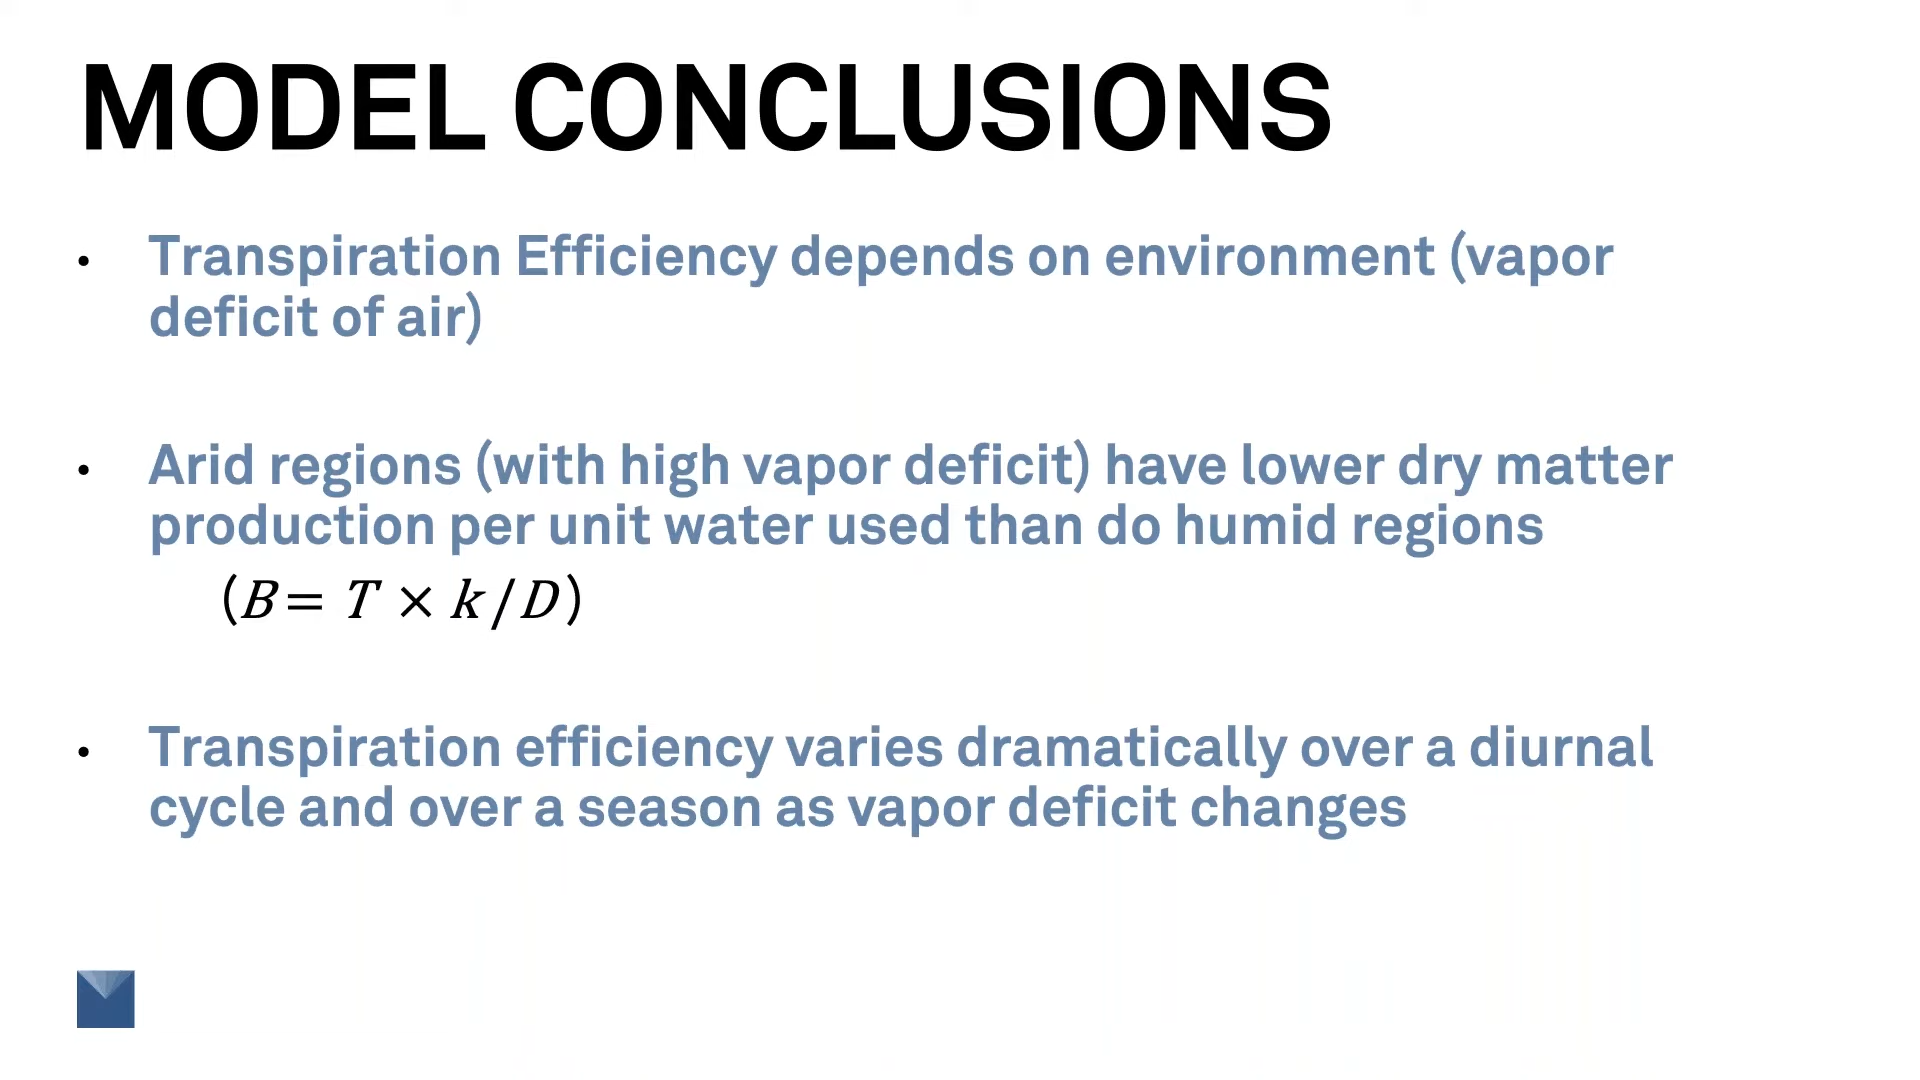 MODEL CONCLUSIONS
• Transpiration Efficiency depends on environment (vapor
deficit of air)
• Arid regions (with high vapor deficit) have lower dry matter
production per unit water used than do humid regions
(B= T × k/D)
• Transpiration efficiency varies dramatically over a diurnal
cycle and over a season as vapor deficit changes